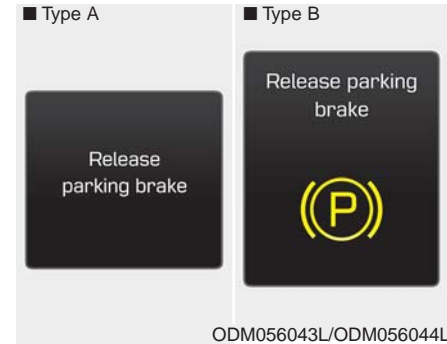 ■ Type A
■ Type B
Release
parking brake
Release parking
brake
P
ODM056043L/ODM056044L